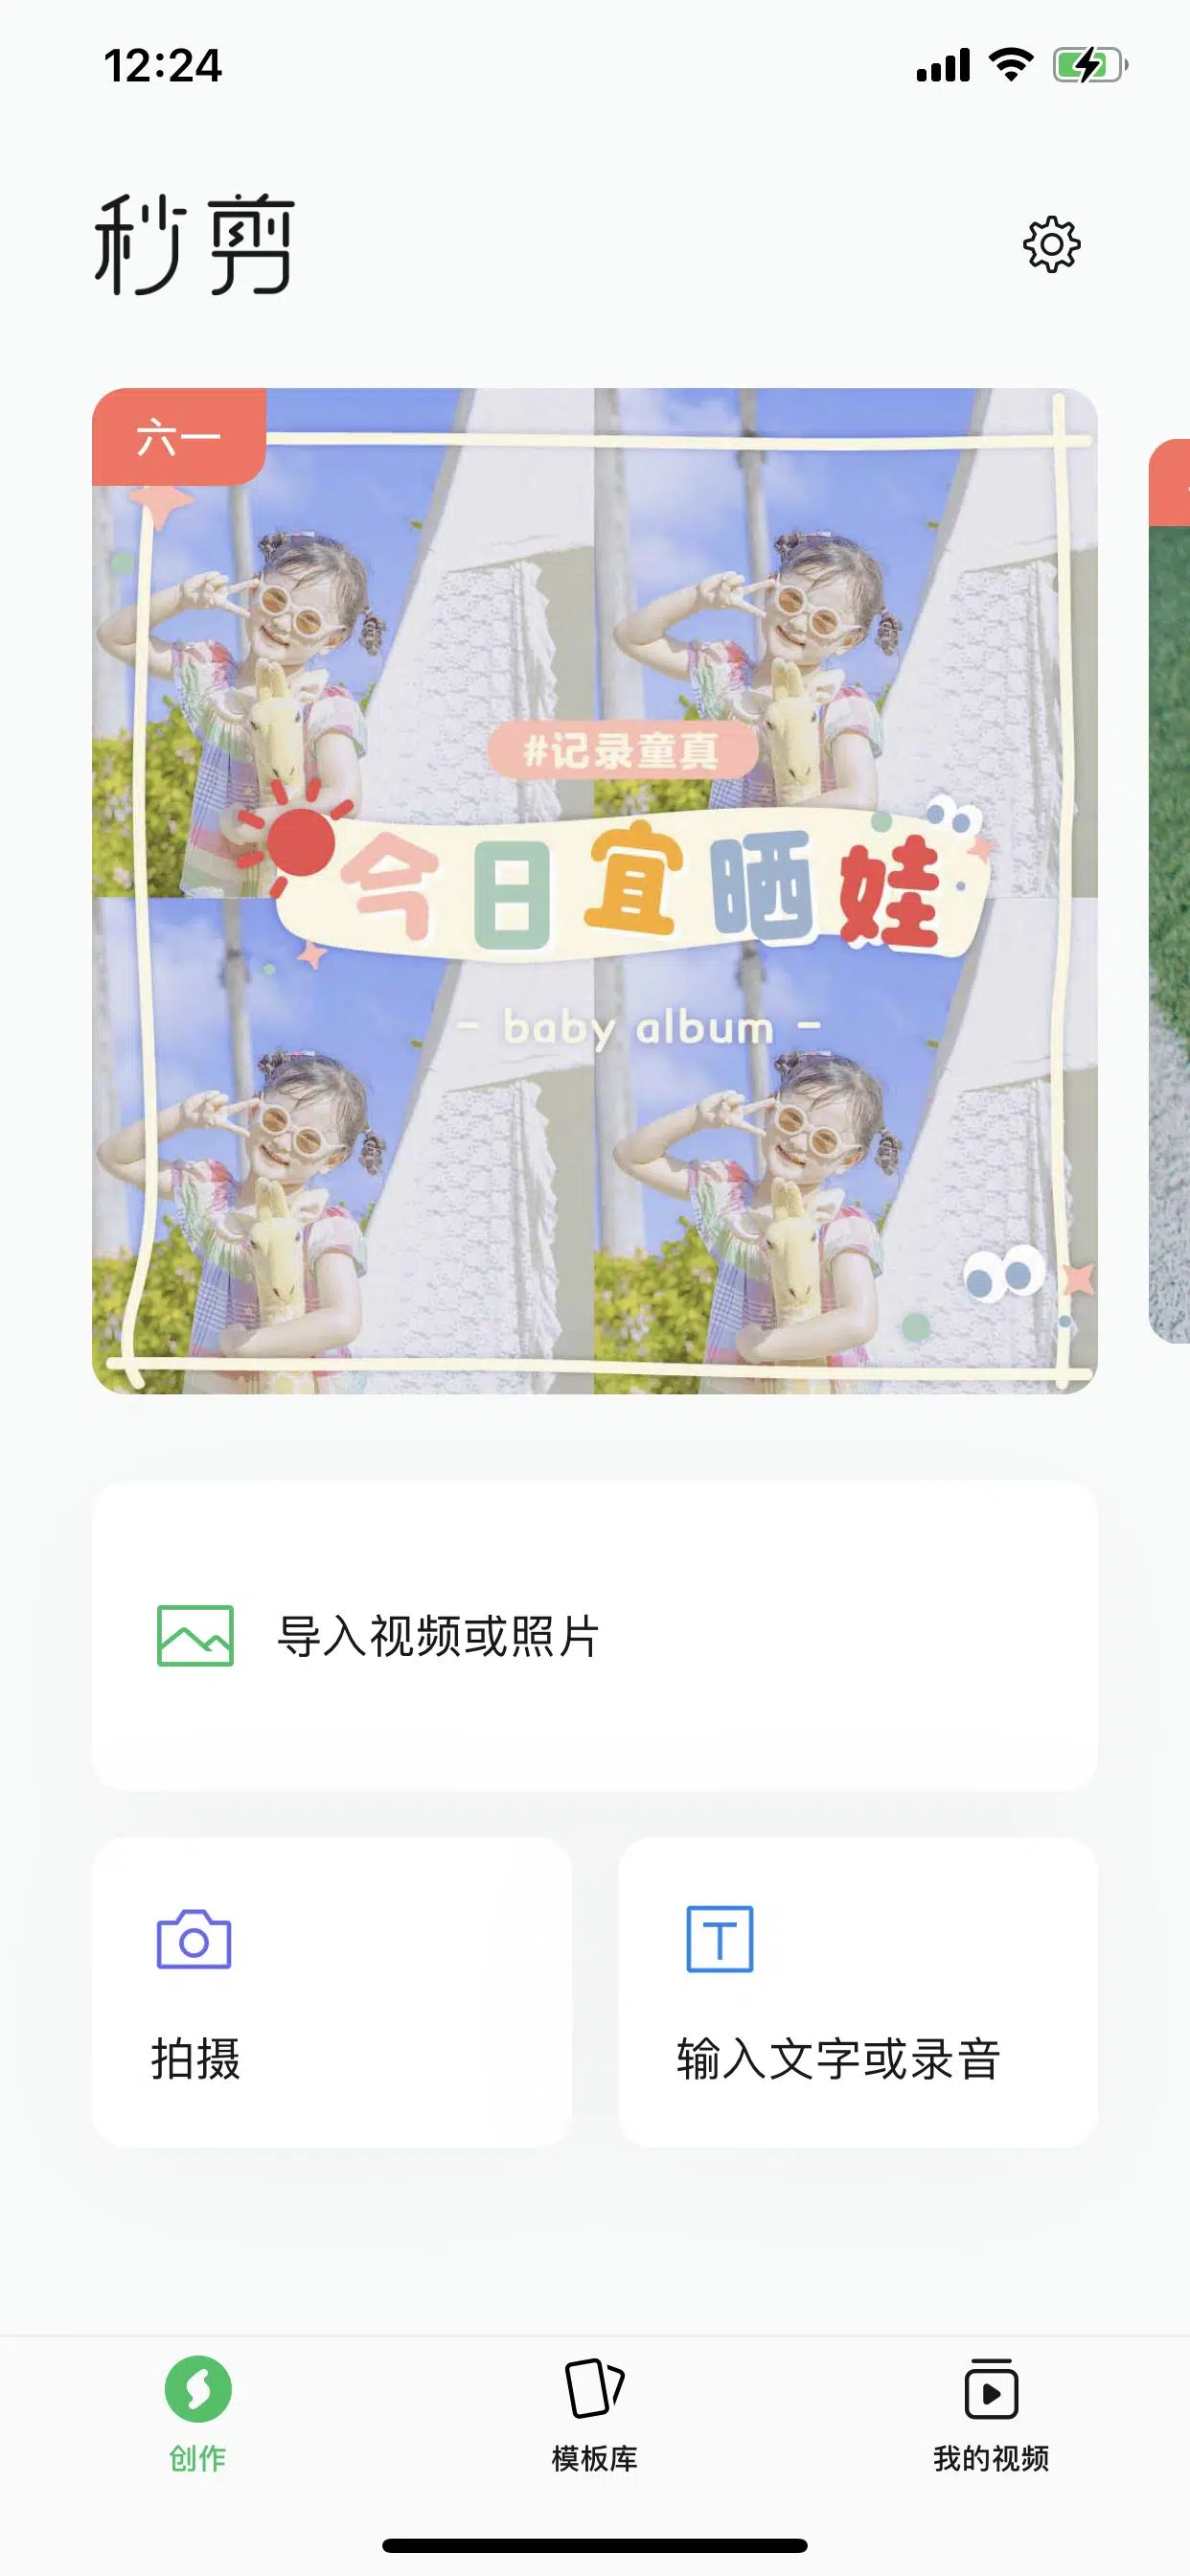 12:24
秒剪
六一
#记录童真
今日宜晒娃
- baby album -
导入视频或照片
T
拍摄
输入文字或录音
创作
模板库
我的视频